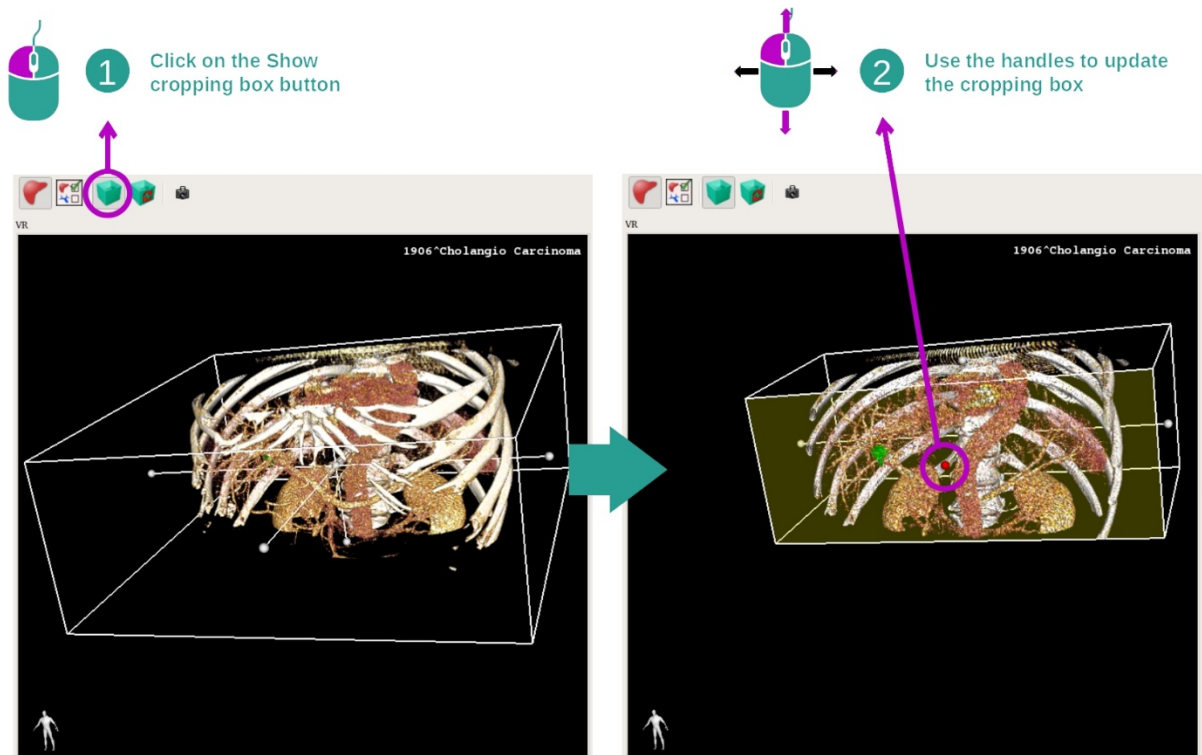 1
Click on the Show
cropping box button
2
Use the handles to update
the cropping box
VR
1906^Cholangio Carcinoma
VR
1906^Cholangio Carcinoma